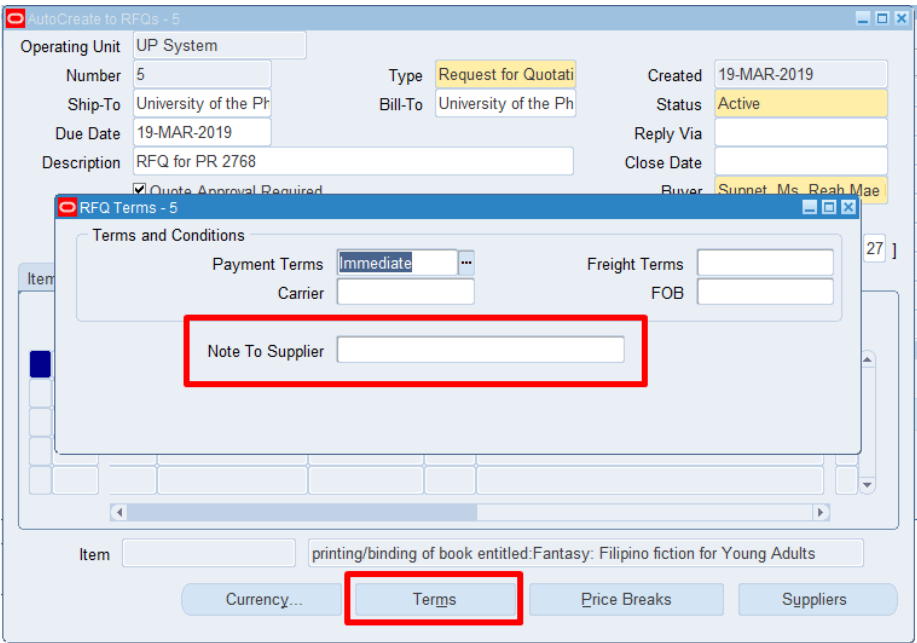 AutoCreate to RFQs - 5
Operating Unit UP System
Number 5 Type Request for Quotati Created 19-MAR-2019
Ship-To University of the Ph Bill-To University of the Ph Status Active
Due Date 19-MAR-2019 Reply Via
Description RFQ for PR 2768 Close Date
Quote Approval Required Buyer Supnet, Ms. Reah Mae
RFQ Terms - 5
Terms and Conditions
27 ]
Payment Terms Immediate ... Freight Terms
Item
Carrier FOB
Note To Supplier
Item printing/binding of book entitled:Fantasy: Filipino fiction for Young Adults
Currency... Terms Price Breaks Suppliers